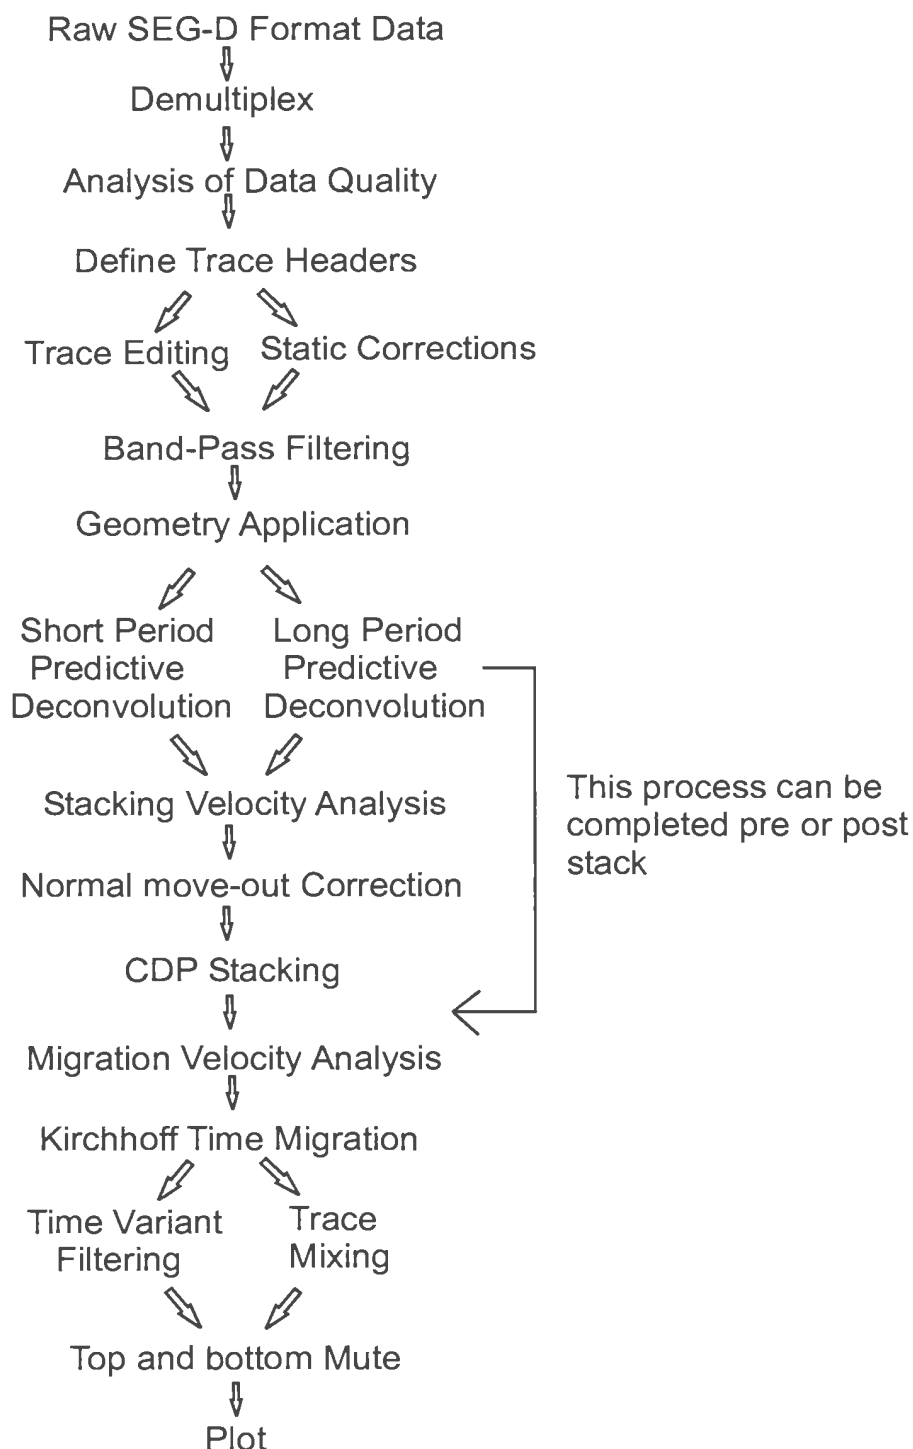 Raw SEG-D Format Data
Demultiplex
Analysis of Data Quality
Define Trace Headers
Trace Editing
Static Corrections
Band-Pass Filtering
Geometry Application
Short Period
Predictive
Deconvolution
Long Period
Predictive
Deconvolution
This process can be
completed pre or post
stack
Stacking Velocity Analysis
Normal move-out Correction
CDP Stacking
Migration Velocity Analysis
Kirchhoff Time Migration
Time Variant
Filtering
Trace
Mixing
Top and bottom Mute
Plot